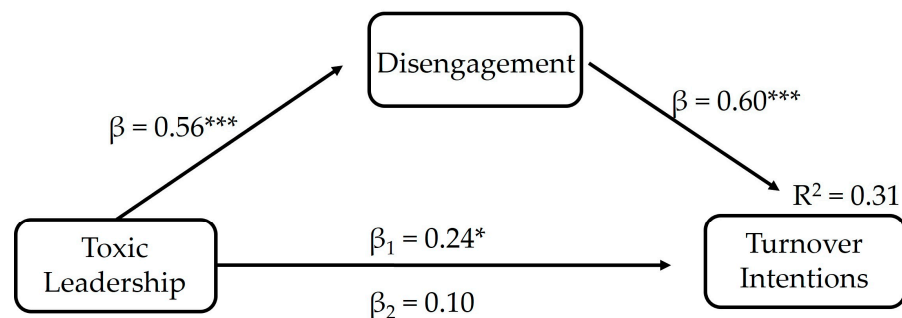 Disengagement
β = 0.56***
β = 0.60***
R² = 0.31
Toxic
Leadership
β₁ = 0.24*
β₂ = 0.10
Turnover
Intentions